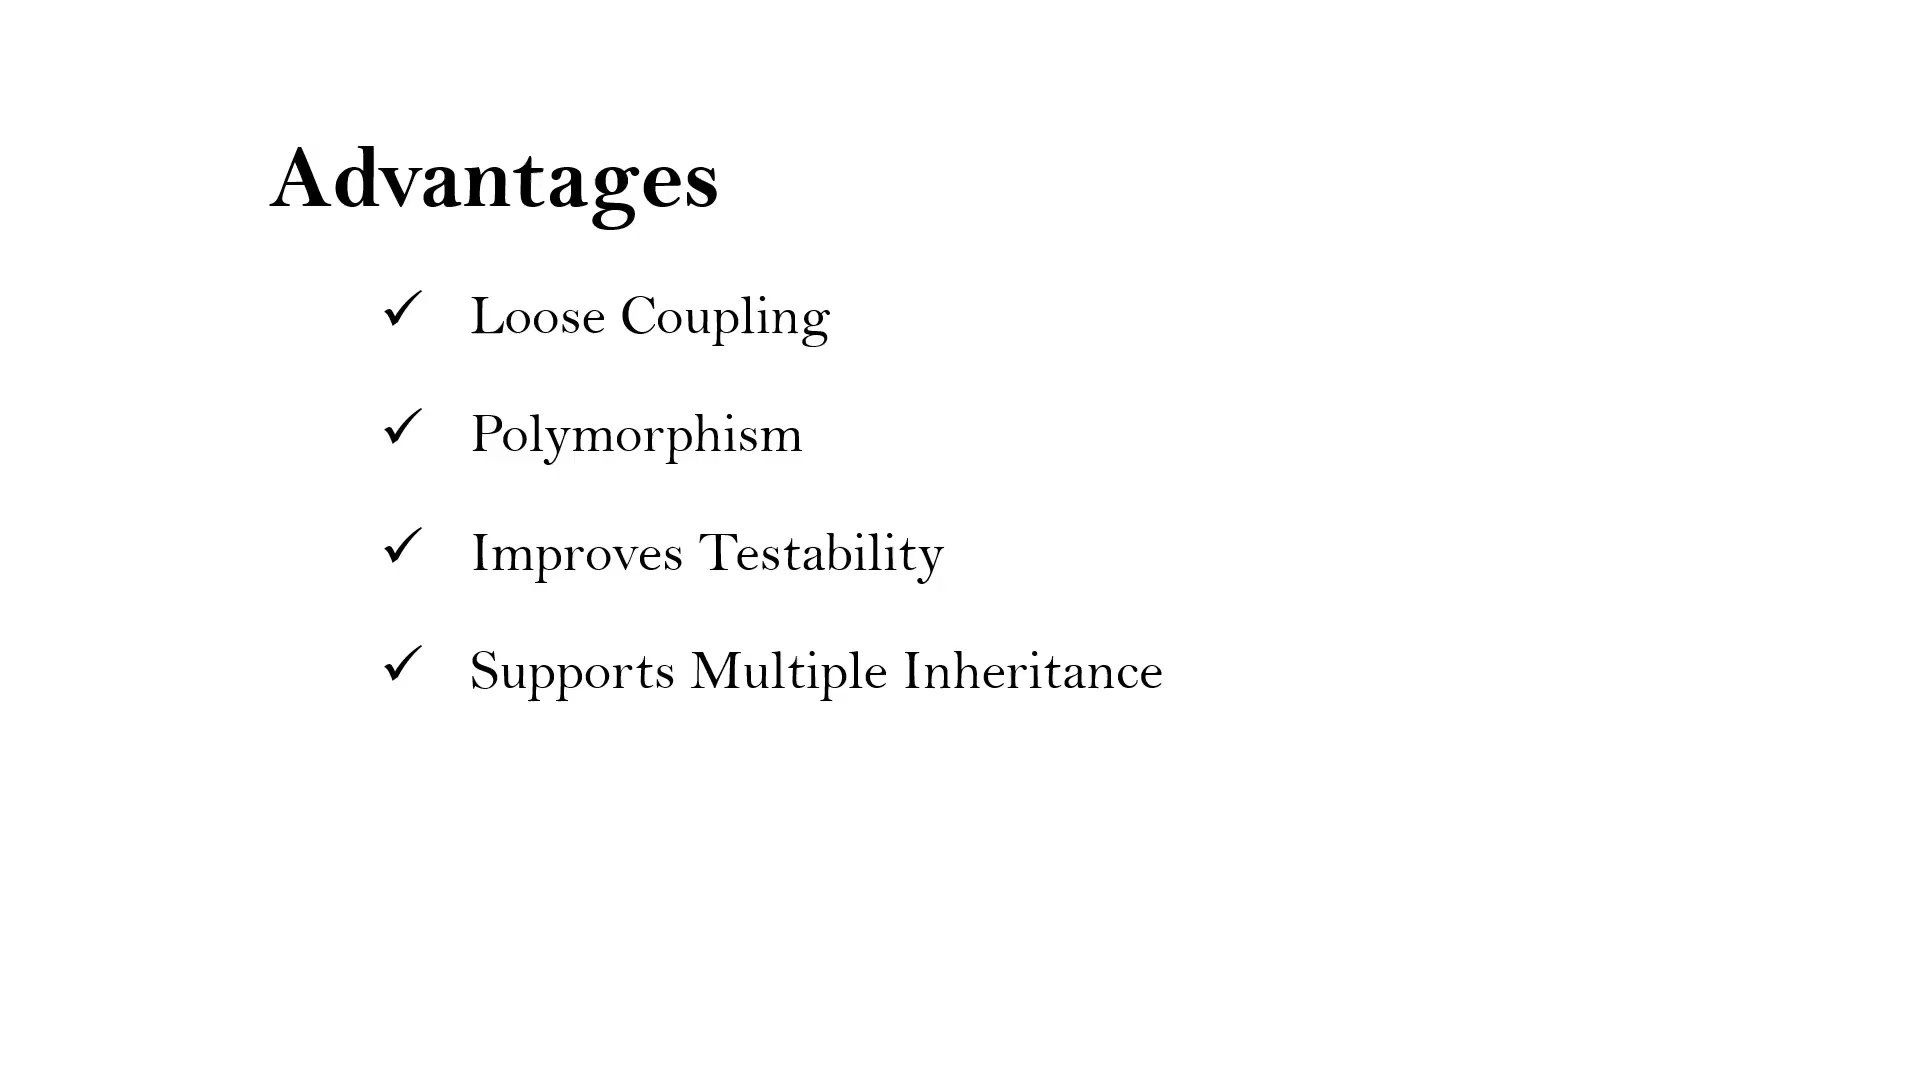 Advantages
✓ Loose Coupling
✓ Polymorphism
✓ Improves Testability
✓ Supports Multiple Inheritance